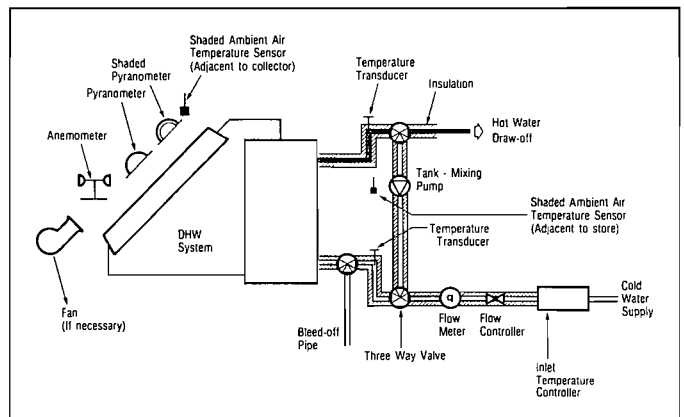 Shaded Ambient Air
Temperature Sensor
(Adjacent to collector)
Shaded
Pyranometer
Pyranometer
Anemometer
Fan
(If necessary)
DHW
System
Temperature
Transducer
Insulation
Hot Water
Draw-off
Tank - Mixing
Pump
Shaded Ambient Air
Temperature Sensor
(Adjacent to store)
Temperature
Transducer
Bleed-off
Pipe
Three Way Valve
q
Flow
Meter
Flow
Controller
Cold
Water
Supply
Inlet
Temperature
Controller